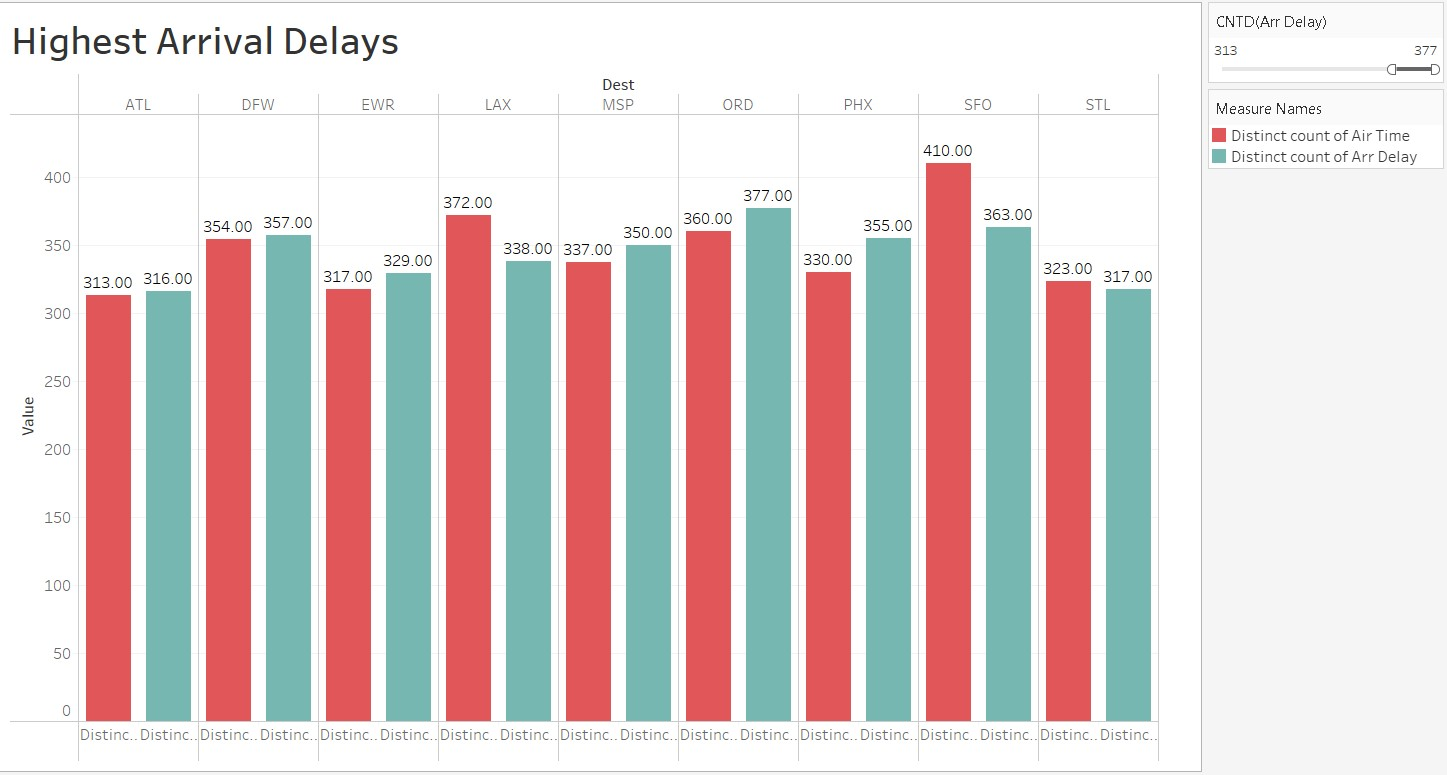 Highest Arrival Delays
Dest
ATL DFW EWR LAX MSP ORD PHX SFO STL
Value
400
350
300
250
200
150
100
50
0
313.00 316.00 354.00 357.00 317.00 329.00 372.00 338.00 337.00 350.00 360.00 377.00 330.00 355.00 410.00 363.00 323.00 317.00
Distinc.. Distinc.. Distinc.. Distinc.. Distinc.. Distinc.. Distinc.. Distinc.. Distinc.. Distinc.. Distinc.. Distinc.. Distinc.. Distinc.. Distinc.. Distinc.. Distinc.. Distinc..
CNTD(Arr Delay)
313 377
Measure Names
Distinct count of Air Time
Distinct count of Arr Delay